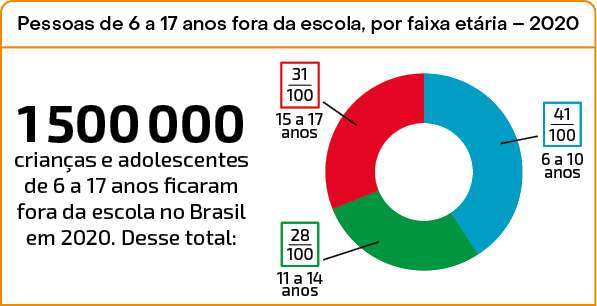 Pessoas de 6 a 17 anos fora da escola, por faixa etária – 2020
1500 000
crianças e adolescentes
de 6 a 17 anos ficaram
fora da escola no Brasil
em 2020. Desse total:
31
100
15 a 17
anos
41
100
6 a 10
anos
28
100
11 a 14
anos